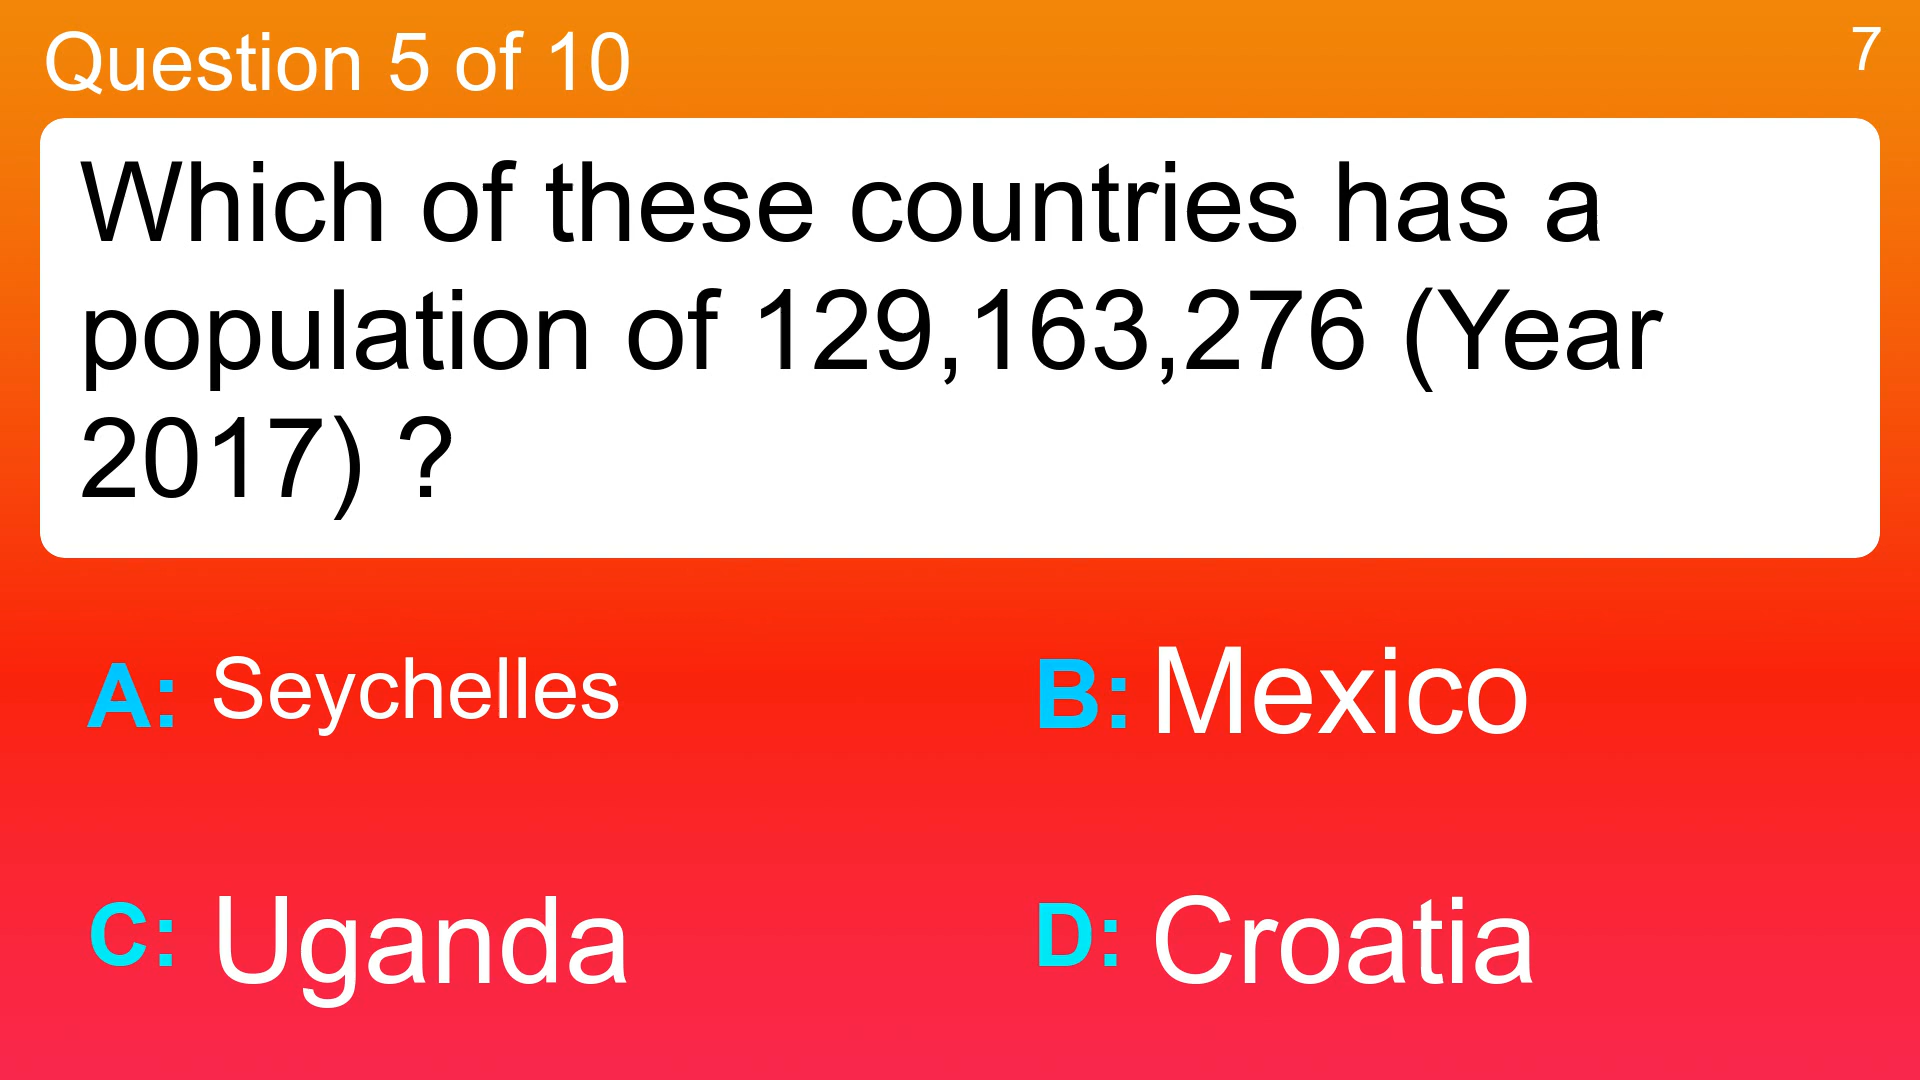 Question 5 of 10
7
Which of these countries has a
population of 129,163,276 (Year
2017) ?
A: Seychelles
B: Mexico
C: Uganda
D: Croatia